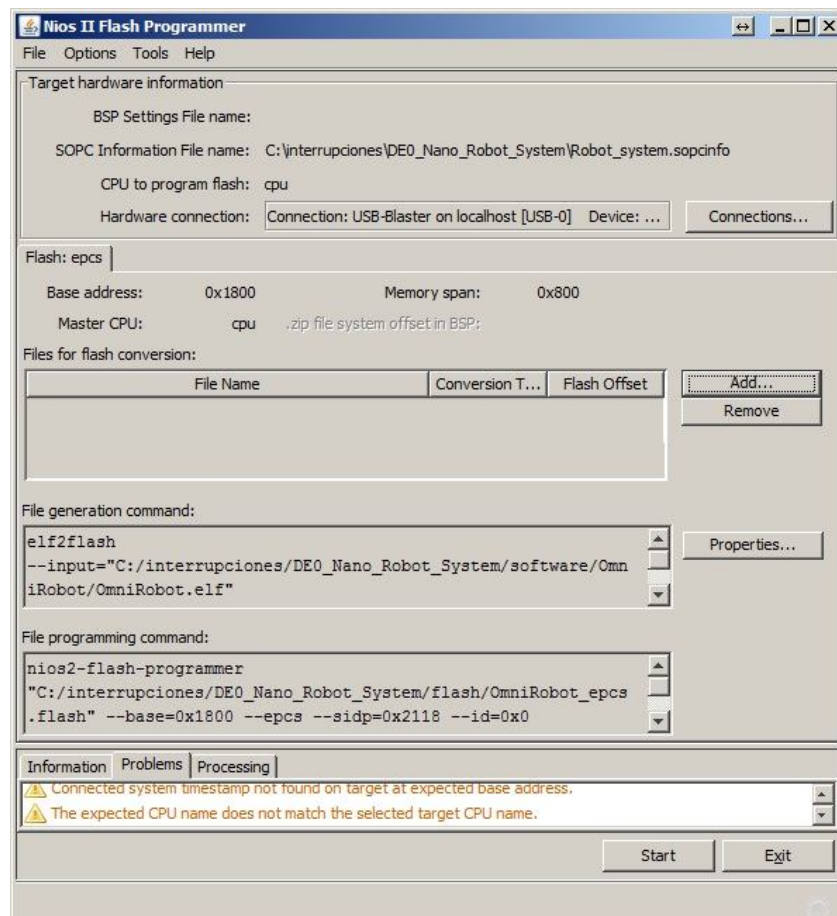 Nios II Flash Programmer
File Options Tools Help
Target hardware information
BSP Settings File name:
SOPC Information File name: C:\interrupciones\DE0_Nano_Robot_System\Robot_system.sopcinfo
CPU to program flash: cpu
Hardware connection: Connection: USB-Blaster on localhost [USB-0] Device: ... Connections...
Flash: epcs
Base address: 0x1800 Memory span: 0x800
Master CPU: cpu .zip file system offset in BSP:
Files for flash conversion:
File Name Conversion T... Flash Offset Add...
Remove
File generation command:
elf2flash
--input="C:/interrupciones/DE0_Nano_Robot_System/software/Omn
iRobot/OmniRobot.elf"
Properties...
File programming command:
nios2-flash-programmer
"C:/interrupciones/DE0_Nano_Robot_System/flash/OmniRobot_epcs
.flash" --base=0x1800 --epcs --sidp=0x2118 --id=0x0
Information Problems Processing
Connected system timestamp not found on target at expected base address.
The expected CPU name does not match the selected target CPU name.
Start Exit